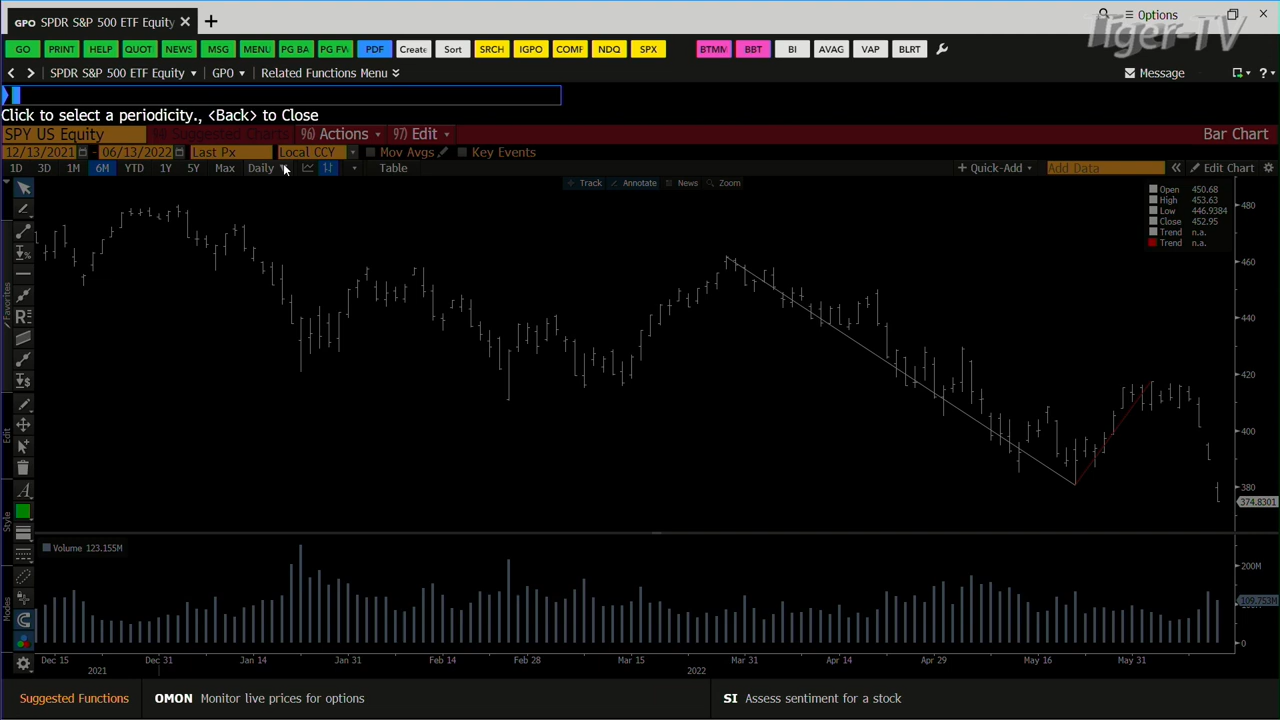 GPO SPDR S&P 500 ETF Equity × +
Options
Tiger-TV
GO PRINT HELP QUOT NEWS MSG MENU PG BA PG FW PDF Create Sort SRCH IGPO COMF NDQ SPX BTMM BBT BI AVAG VAP BLRT
SPDR S&P 500 ETF Equity GPO Related Functions Menu Message ?
Click to select a periodicity., <Back> to Close
SPY US Equity 94) Suggested Charts 96) Actions 97) Edit Bar Chart
12/13/2021 - 06/13/2022 Last Px Local CCY Mov Avgs Key Events
1D 3D 1M 6M YTD 1Y 5Y Max Daily Table + Quick-Add Add Data Edit Chart
Track Annotate News Zoom
Open 450.68
High 453.63
Low 446.9384
Close 452.95
Trend n.a.
Trend n.a.
Favorites
Edit
Style
Modes
480
460
440
420
400
380
374.8301
Volume 123.155M
200M
109.753M
0
Dec 15 Dec 31 Jan 14 Jan 31 Feb 14 Feb 28 Mar 15 Mar 31 Apr 14 Apr 29 May 16 May 31
2021 2022
Suggested Functions OMON Monitor live prices for options SI Assess sentiment for a stock